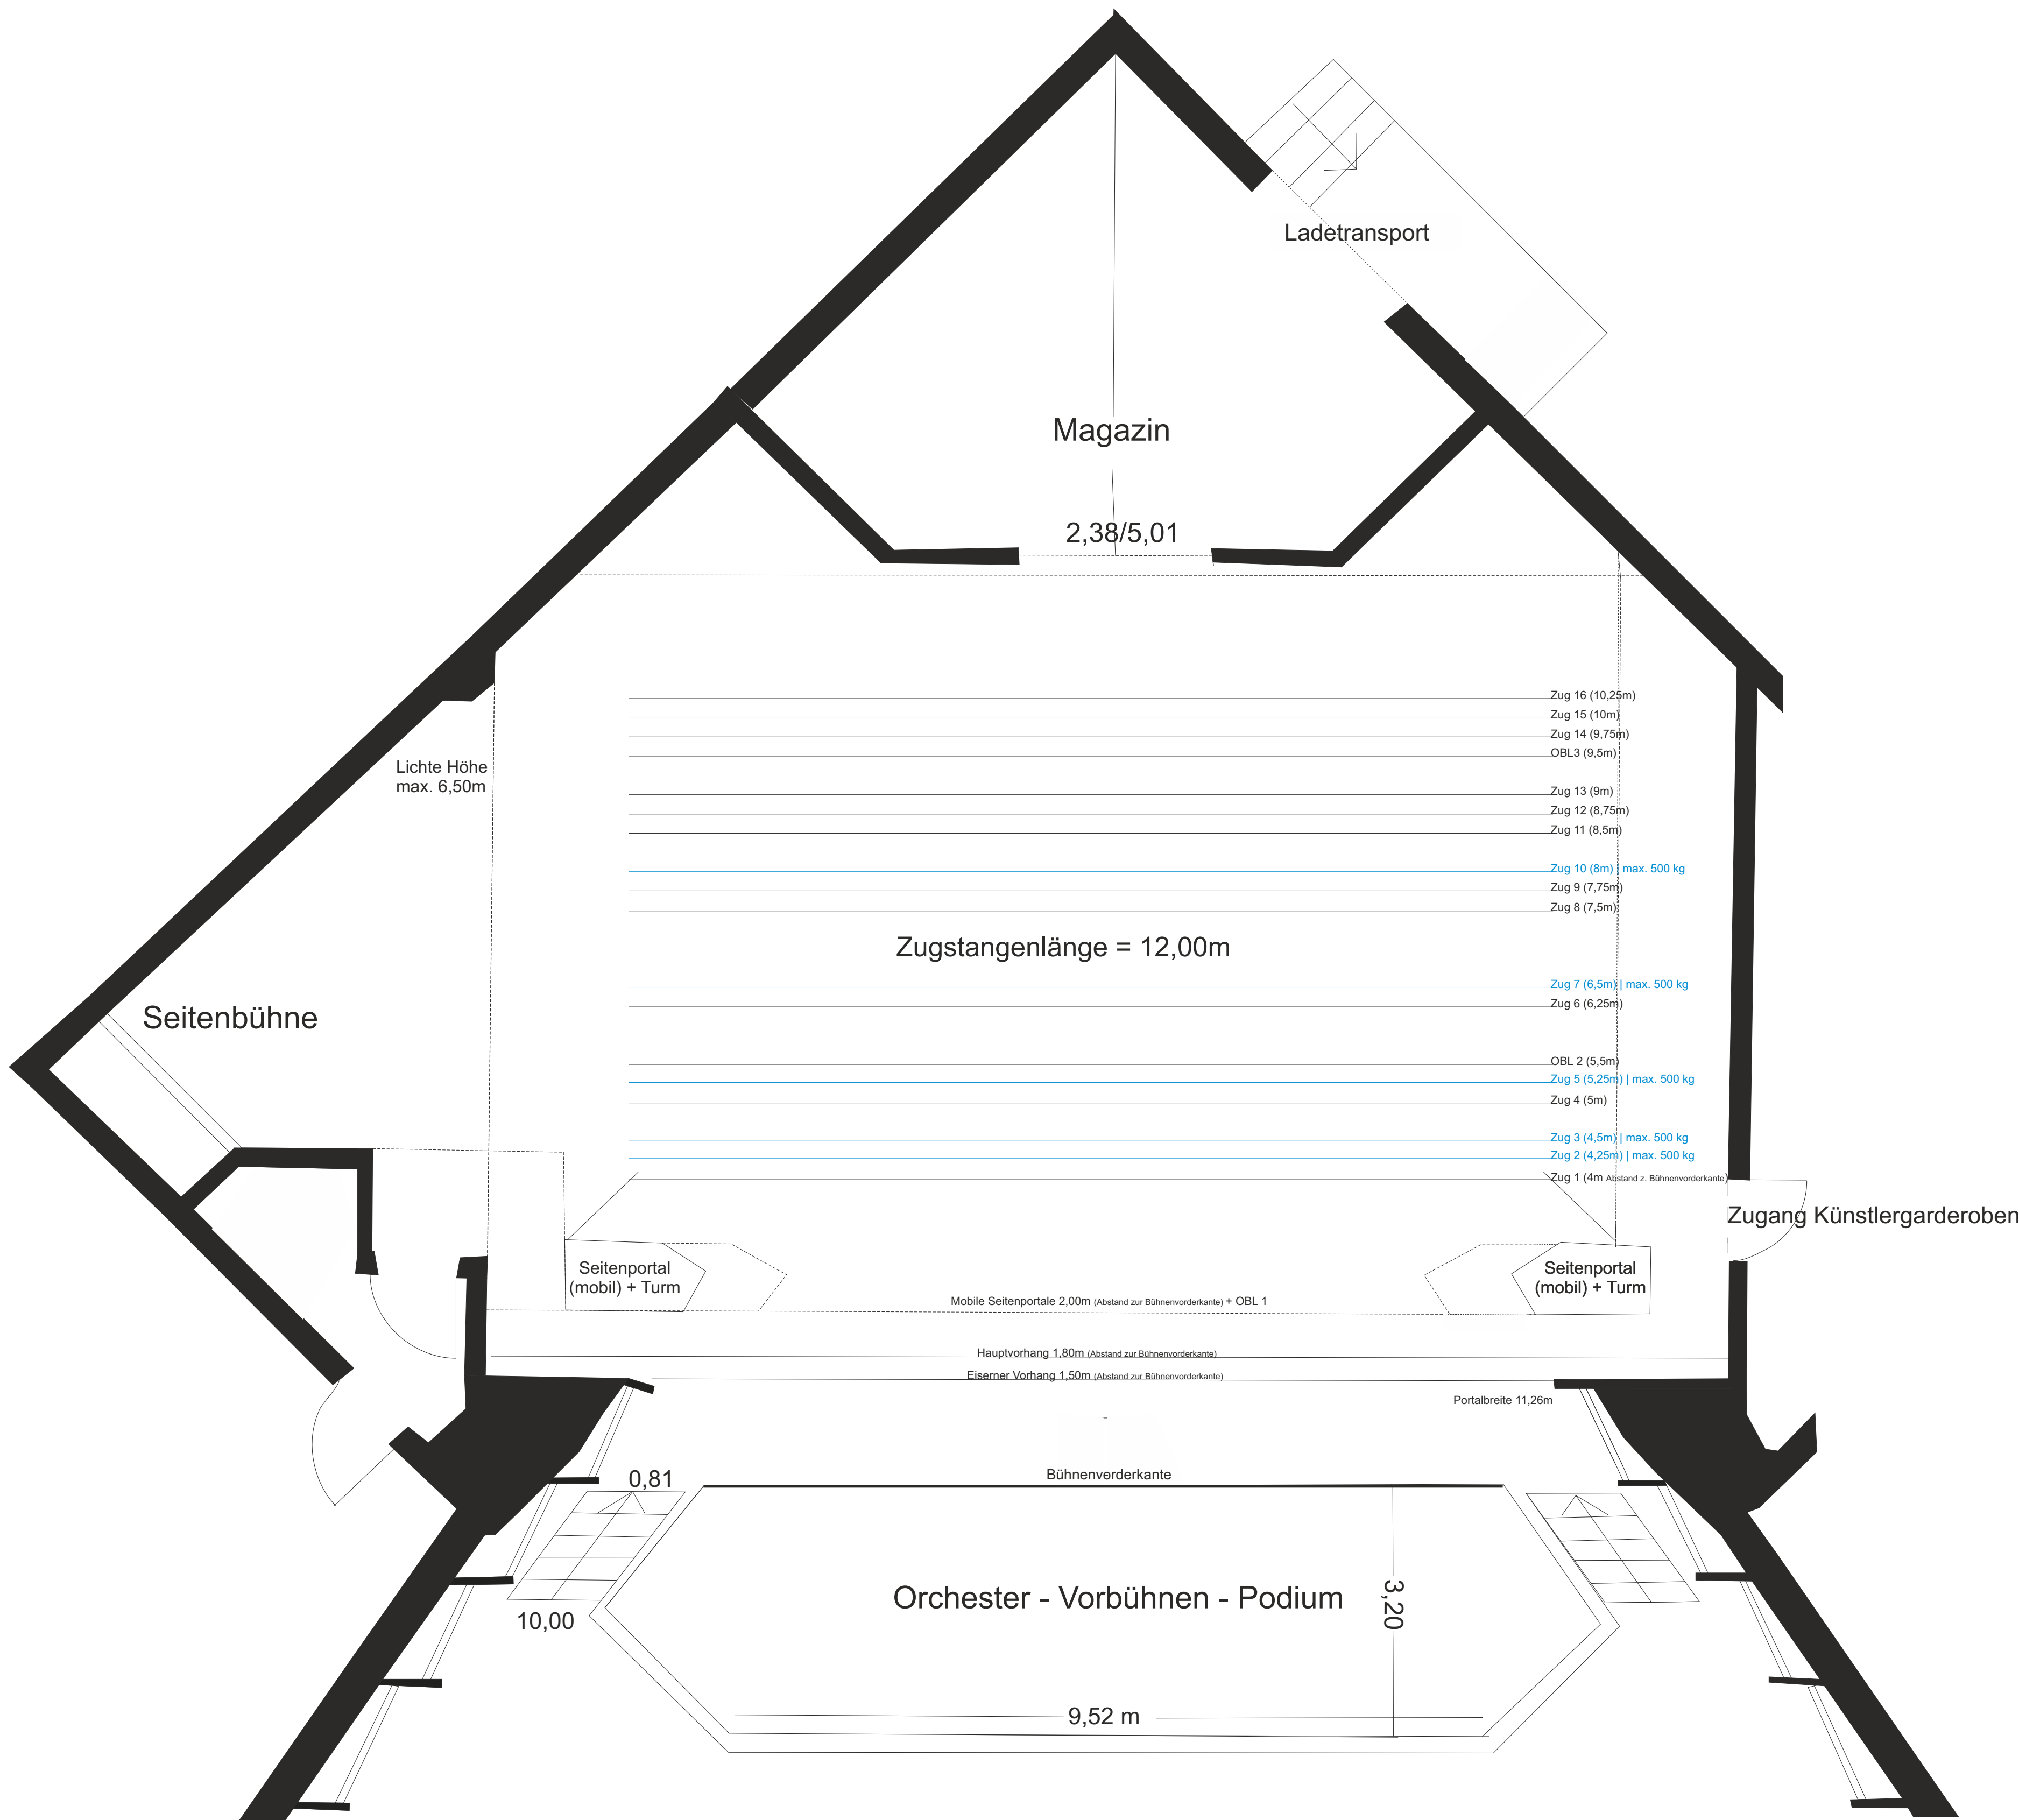 Ladetransport
Magazin
2,38/5,01
Zug 16 (10,25m)
Zug 15 (10m)
Zug 14 (9,75m)
OBL3 (9,5m)
Lichte Höhe
max. 6,50m
Zug 13 (9m)
Zug 12 (8,75m)
Zug 11 (8,5m)
Zug 10 (8m) | max. 500 kg
Zug 9 (7,75m)
Zug 8 (7,5m)
Zugstangenlänge = 12,00m
Zug 7 (6,5m) | max. 500 kg
Zug 6 (6,25m)
Seitenbühne
OBL 2 (5,5m)
Zug 5 (5,25m) | max. 500 kg
Zug 4 (5m)
Zug 3 (4,5m) | max. 500 kg
Zug 2 (4,25m) | max. 500 kg
Zug 1 (4m Abstand z. Bühnenvorderkante)
Zugang Künstlergarderoben
Seitenportal
(mobil) + Turm
Seitenportal
(mobil) + Turm
Mobile Seitenportale 2,00m (Abstand zur Bühnenvorderkante) + OBL 1
Hauptvorhang 1,80m (Abstand zur Bühnenvorderkante)
Eiserner Vorhang 1,50m (Abstand zur Bühnenvorderkante)
Portalbreite 11,26m
Bühnenvorderkante
0,81
10,00
Orchester - Vorbühnen - Podium
3,20
9,52 m